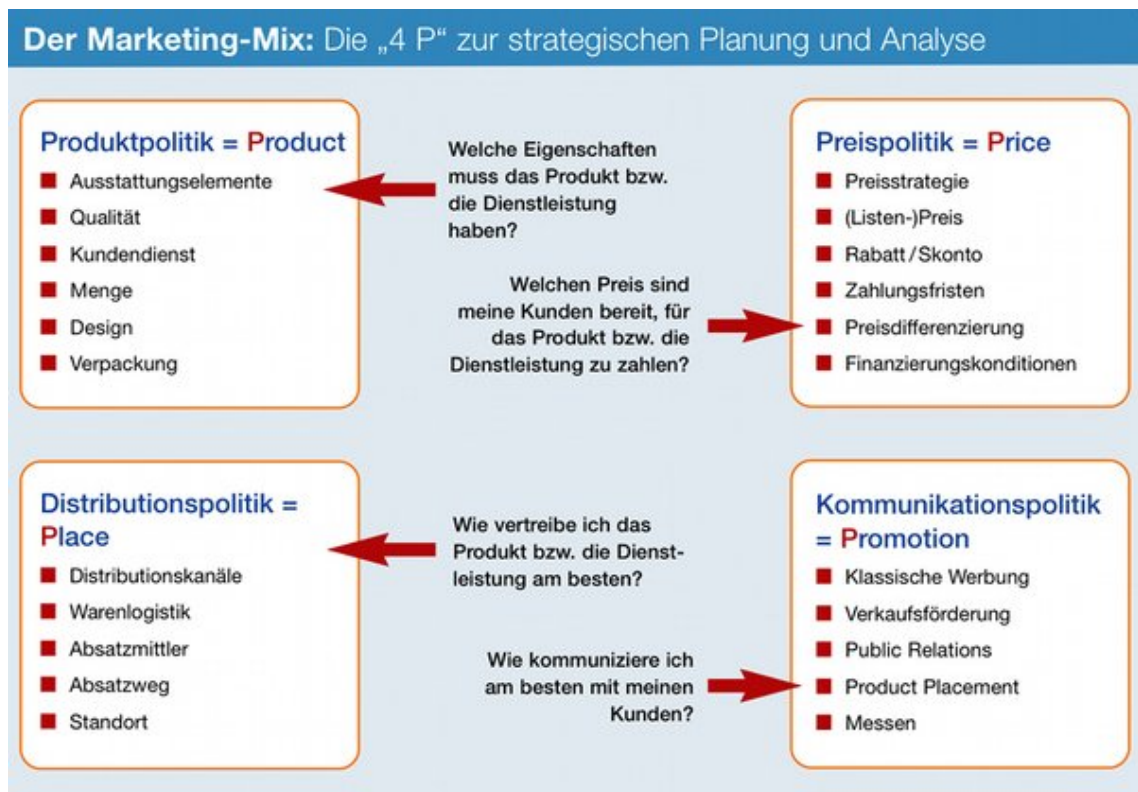 Der Marketing-Mix: Die „4 P“ zur strategischen Planung und Analyse
Produktpolitik = Product
Ausstattungselemente
Qualität
Kundendienst
Menge
Design
Verpackung
Welche Eigenschaften
muss das Produkt bzw.
die Dienstleistung
haben?
Welchen Preis sind
meine Kunden bereit, für
das Produkt bzw. die
Dienstleistung zu zahlen?
Preispolitik = Price
Preisstrategie
(Listen-)Preis
Rabatt/Skonto
Zahlungsfristen
Preisdifferenzierung
Finanzierungskonditionen
Distributionspolitik =
Place
Distributionskanäle
Warenlogistik
Absatzmittler
Absatzweg
Standort
Wie vertreibe ich das
Produkt bzw. die Dienst-
leistung am besten?
Wie kommuniziere ich
am besten mit meinen
Kunden?
Kommunikationspolitik
= Promotion
Klassische Werbung
Verkaufsförderung
Public Relations
Product Placement
Messen